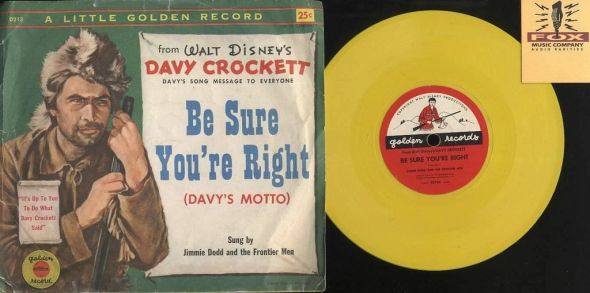 D213
A LITTLE GOLDEN RECORD
25¢
from WALT DISNEY'S
DAVY CROCKETT
DAVY'S SONG MESSAGE TO EVERYONE
Be Sure
You're Right
(DAVY'S MOTTO)
Sung by
Jimmie Dodd and the Frontier Men
"It's Up To You
To Do What
Davy Crockett
Said"
golden
record
golden records
BE SURE YOU'RE RIGHT
FOX
MUSIC COMPANY
AUDIO RARITIES